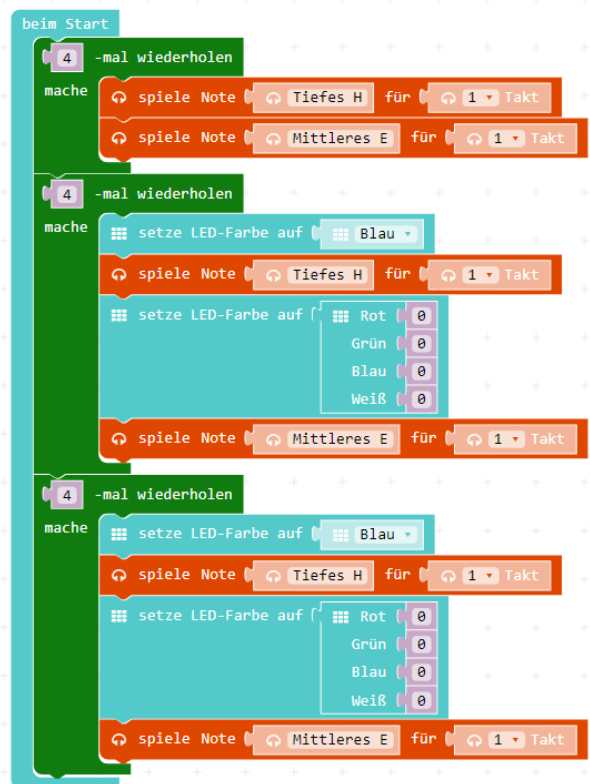 beim Start
4 -mal wiederholen
mache spiele Note Tiefes H für 1 Takt
spiele Note Mittleres E für 1 Takt
4 -mal wiederholen
mache setze LED-Farbe auf Blau
spiele Note Tiefes H für 1 Takt
setze LED-Farbe auf Rot 0
Grün 0
Blau 0
Weiß 0
spiele Note Mittleres E für 1 Takt
4 -mal wiederholen
mache setze LED-Farbe auf Blau
spiele Note Tiefes H für 1 Takt
setze LED-Farbe auf Rot 0
Grün 0
Blau 0
Weiß 0
spiele Note Mittleres E für 1 Takt